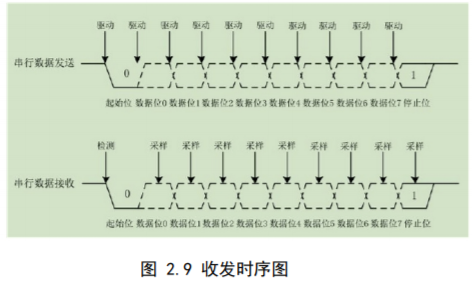 驱动 驱动 驱动 驱动 驱动 驱动 驱动 驱动 驱动 驱动
串行数据发送
0 1
起始位 数据位0 数据位1 数据位2 数据位3 数据位4 数据位5 数据位6 数据位7 停止位
检测 采样 采样 采样 采样 采样 采样 采样 采样 采样
串行数据接收
0 1
起始位 数据位0 数据位1 数据位2 数据位3 数据位4 数据位5 数据位6 数据位7 停止位
图 2.9 收发时序图